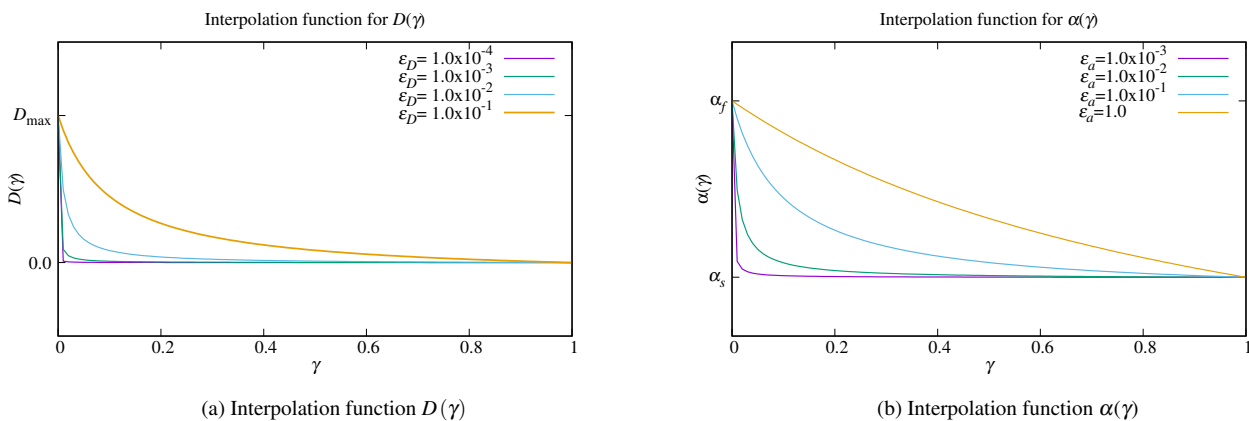 Interpolation function for D(γ)
ε_D= 1.0x10^-4
ε_D= 1.0x10^-3
ε_D= 1.0x10^-2
ε_D= 1.0x10^-1
D_max
D(γ)
0.0
0 0.2 0.4 0.6 0.8 1
γ
(a) Interpolation function D(γ)
Interpolation function for α(γ)
ε_a=1.0x10^-3
ε_a=1.0x10^-2
ε_a=1.0x10^-1
ε_a=1.0
α_f
α(γ)
α_s
0 0.2 0.4 0.6 0.8 1
γ
(b) Interpolation function α(γ)